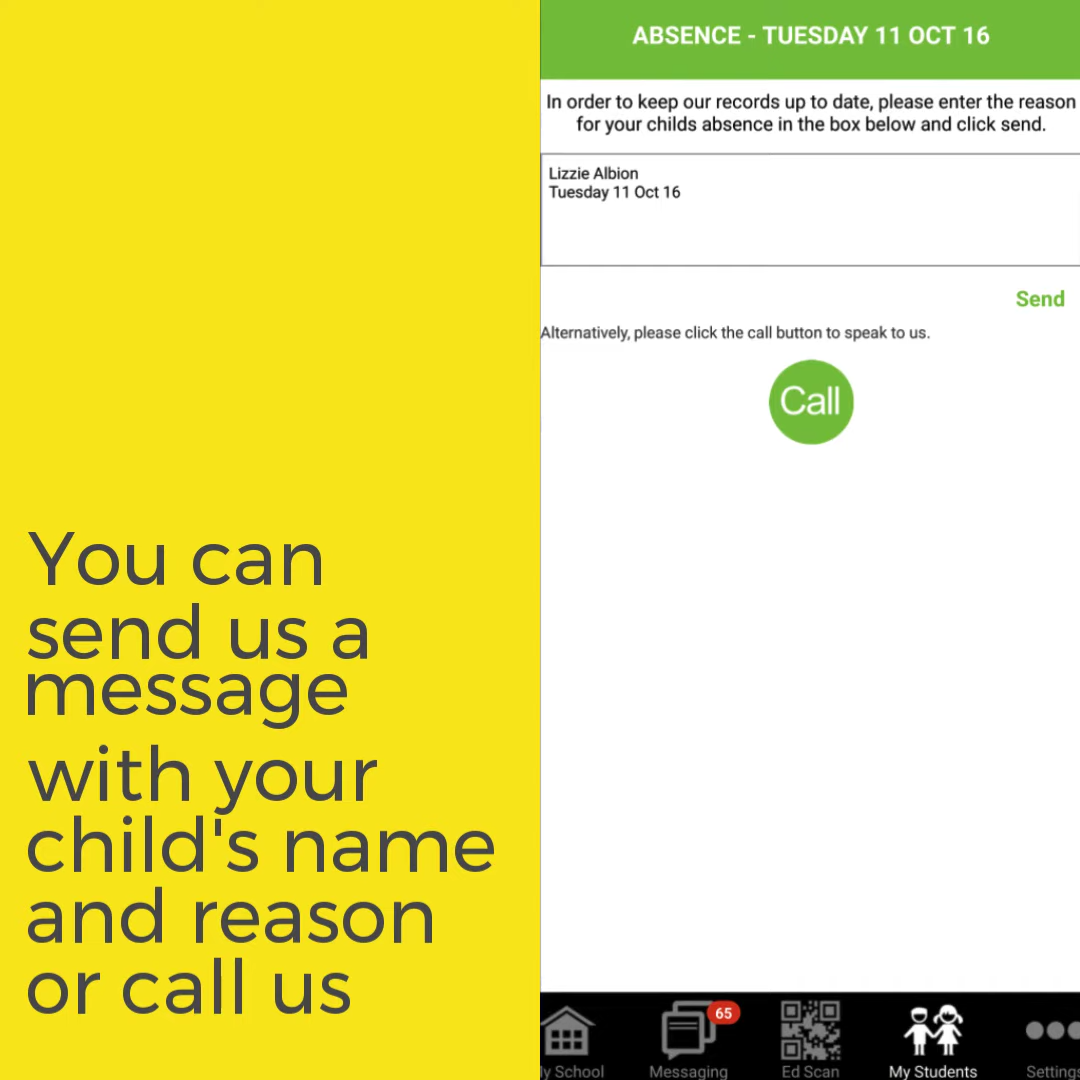 You can
send us a
message
with your
child's name
and reason
or call us
ABSENCE - TUESDAY 11 OCT 16
In order to keep our records up to date, please enter the reason
for your childs absence in the box below and click send.
Lizzie Albion
Tuesday 11 Oct 16
Send
Alternatively, please click the call button to speak to us.
Call
65
y School
Messaging
Ed Scan
My Students
Settings